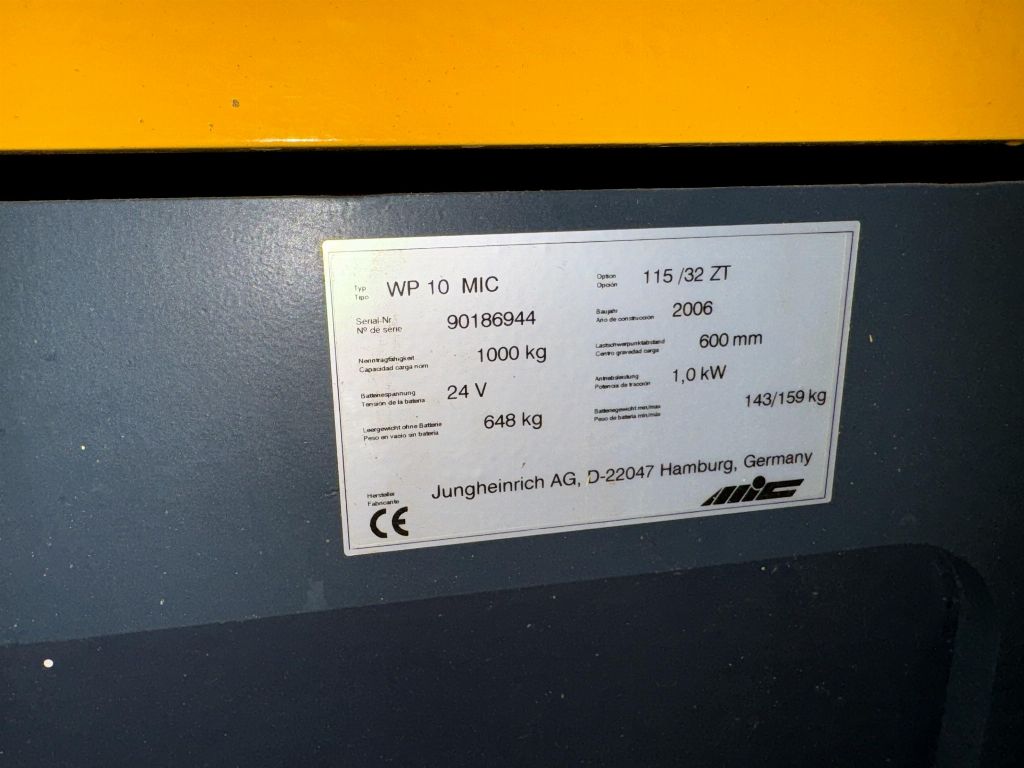 Typ
Tipo
WP 10 MIC
Option
Opción
115 /32 ZT
Serial-Nr.
Nº de serie
90186944
Baujahr
Año de construcción
2006
Nenntragfähigkeit
Capacidad carga nom
1000 kg
Lastschwerpunktabstand
Centro gravedad carga
600 mm
Batteriespannung
Tensión de la batería
24 V
Antriebsleistung
Potencia de tracción
1,0 kW
Leergewicht ohne Batterie
Peso en vacío sin batería
648 kg
Batteriegewicht min/max
Peso de batería min/máx
143/159 kg
Hersteller
Fabricante
Jungheinrich AG, D-22047 Hamburg, Germany
CE
MIC